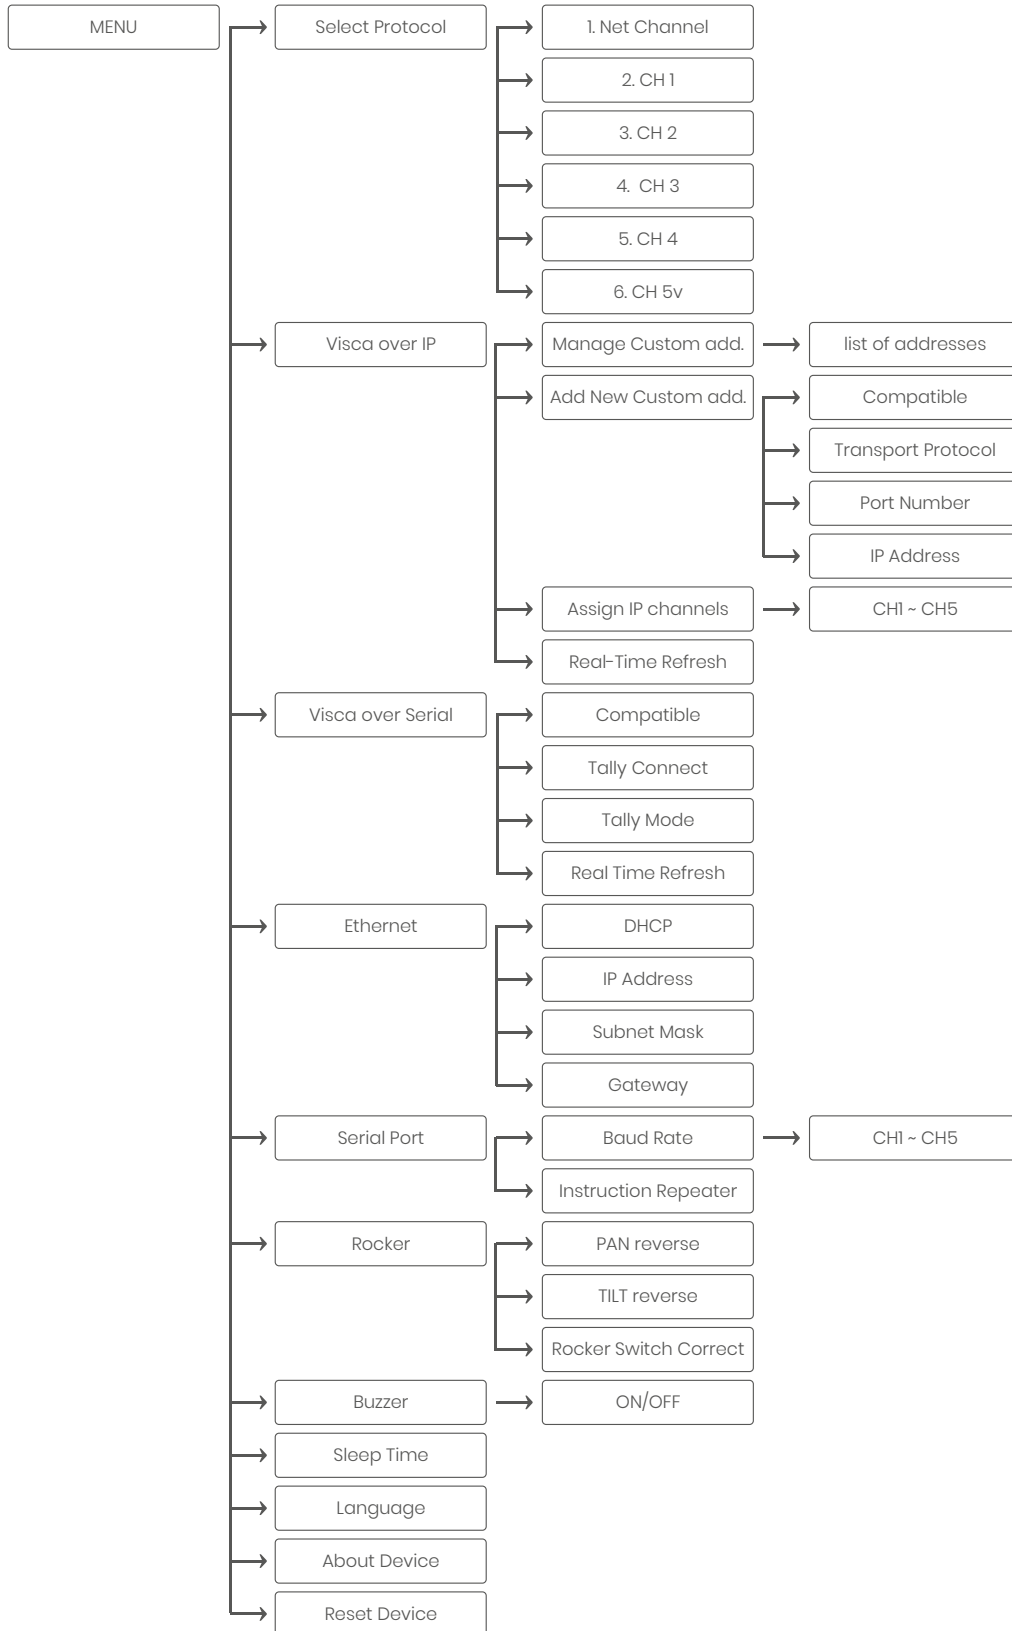 MENU
Select Protocol
1. Net Channel
2. CH 1
3. CH 2
4. CH 3
5. CH 4
6. CH 5v
Visca over IP
Manage Custom add.
list of addresses
Add New Custom add.
Compatible
Transport Protocol
Port Number
IP Address
Assign IP channels
CH1 ~ CH5
Real-Time Refresh
Visca over Serial
Compatible
Tally Connect
Tally Mode
Real Time Refresh
Ethernet
DHCP
IP Address
Subnet Mask
Gateway
Serial Port
Baud Rate
CH1 ~ CH5
Instruction Repeater
Rocker
PAN reverse
TILT reverse
Rocker Switch Correct
Buzzer
ON/OFF
Sleep Time
Language
About Device
Reset Device